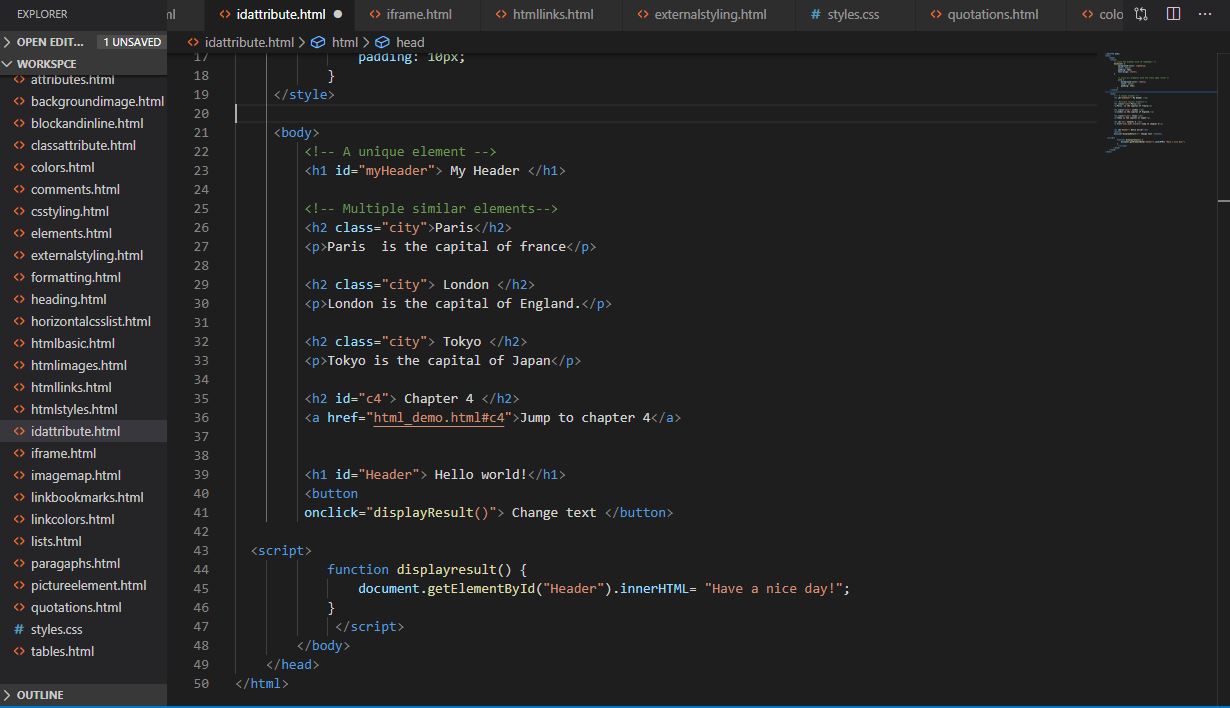 EXPLORER
ml
idattribute.html
iframe.html
htmllinks.html
externalstyling.html
# styles.css
quotations.html
colo
OPEN EDIT...
1 UNSAVED
idattribute.html > html > head
WORKSPCE
attributes.html
backgroundimage.html
blockandinline.html
classattribute.html
colors.html
comments.html
csstyling.html
elements.html
externalstyling.html
formatting.html
heading.html
horizontalcsslist.html
htmlbasic.html
htmlimages.html
htmllinks.html
htmlstyles.html
idattribute.html
iframe.html
imagemap.html
linkbookmarks.html
linkcolors.html
lists.html
paragaphs.html
pictureelement.html
quotations.html
# styles.css
tables.html
OUTLINE
17 padding: 10px;
18 }
19 </style>
20
21 <body>
22 <!-- A unique element -->
23 <h1 id="myHeader"> My Header </h1>
24
25 <!-- Multiple similar elements-->
26 <h2 class="city">Paris</h2>
27 <p>Paris  is the capital of france</p>
28
29 <h2 class="city"> London </h2>
30 <p>London is the capital of England.</p>
31
32 <h2 class="city"> Tokyo </h2>
33 <p>Tokyo is the capital of Japan</p>
34
35 <h2 id="c4"> Chapter 4 </h2>
36 <a href="html_demo.html#c4">Jump to chapter 4</a>
37
38
39 <h1 id="Header"> Hello world!</h1>
40 <button
41 onclick="displayResult()"> Change text </button>
42
43 <script>
44 function displayresult() {
45 document.getElementById("Header").innerHTML= "Have a nice day!";
46 }
47 </script>
48 </body>
49 </head>
50 </html>